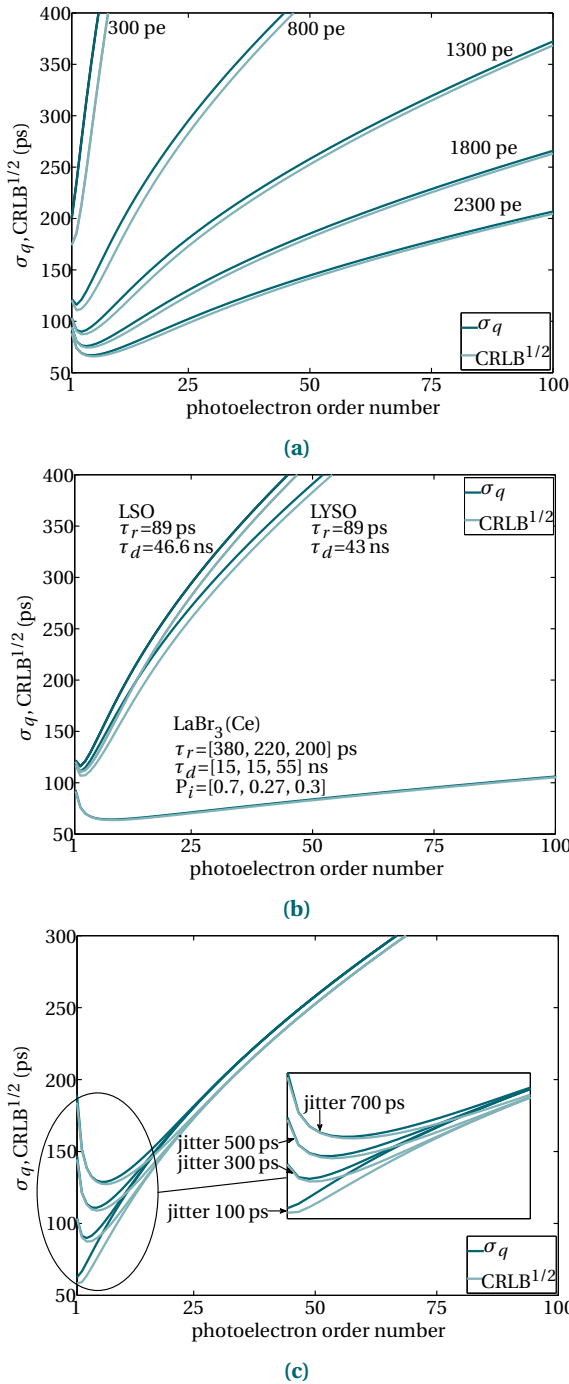 400
350
300
250
200
150
100
50
σq, CRLB1/2 (ps)
300 pe
800 pe
1300 pe
1800 pe
2300 pe
σq
CRLB1/2
1
25
50
75
100
photoelectron order number
(a)
400
350
300
250
200
150
100
50
σq, CRLB1/2 (ps)
LSO
τr=89 ps
τd=46.6 ns
LYSO
τr=89 ps
τd=43 ns
σq
CRLB1/2
LaBr3(Ce)
τr=[380, 220, 200] ps
τd=[15, 15, 55] ns
Pi=[0.7, 0.27, 0.3]
1
25
50
75
100
photoelectron order number
(b)
300
250
200
150
100
50
σq, CRLB1/2 (ps)
jitter 700 ps
jitter 500 ps
jitter 300 ps
jitter 100 ps
σq
CRLB1/2
1
25
50
75
100
photoelectron order number
(c)